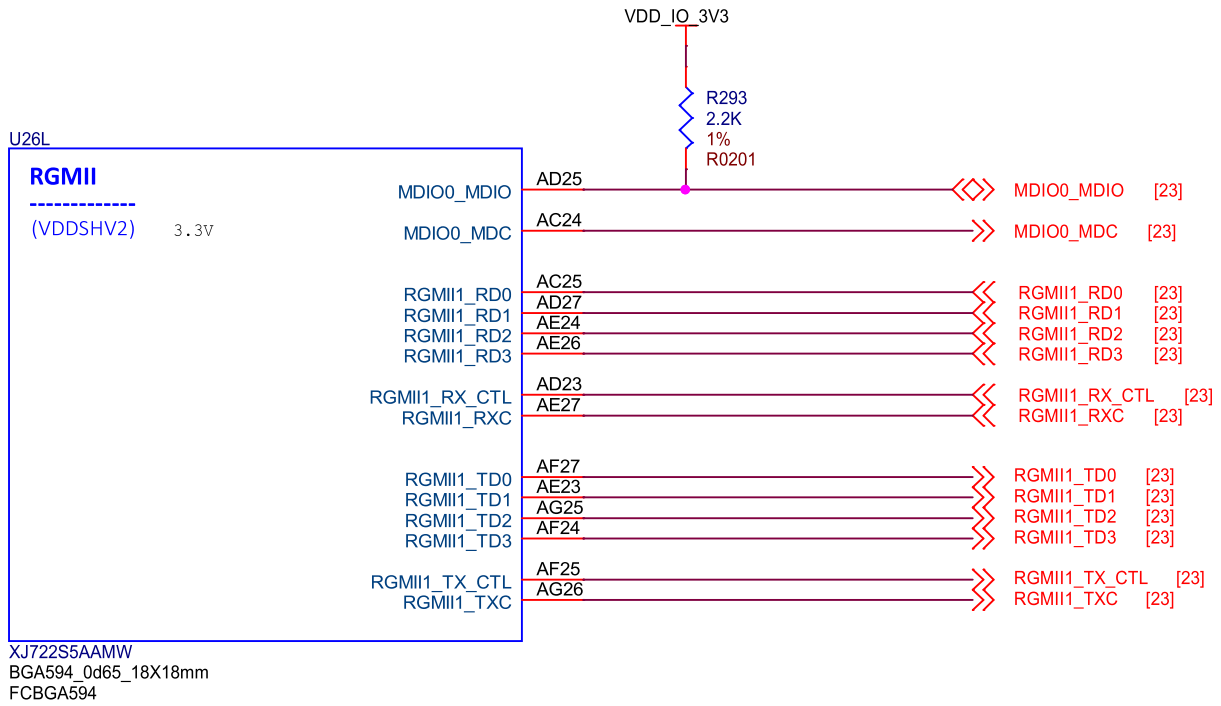 VDD_IO_3V3
R293
2.2K
1%
R0201
U26L
RGMII
-------------
(VDDSHV2) 3.3V
MDIO0_MDIO AD25 MDIO0_MDIO [23]
MDIO0_MDC AC24 MDIO0_MDC [23]
RGMII1_RD0 AC25 RGMII1_RD0 [23]
RGMII1_RD1 AD27 RGMII1_RD1 [23]
RGMII1_RD2 AE24 RGMII1_RD2 [23]
RGMII1_RD3 AE26 RGMII1_RD3 [23]
RGMII1_RX_CTL AD23 RGMII1_RX_CTL [23]
RGMII1_RXC AE27 RGMII1_RXC [23]
RGMII1_TD0 AF27 RGMII1_TD0 [23]
RGMII1_TD1 AE23 RGMII1_TD1 [23]
RGMII1_TD2 AG25 RGMII1_TD2 [23]
RGMII1_TD3 AF24 RGMII1_TD3 [23]
RGMII1_TX_CTL AF25 RGMII1_TX_CTL [23]
RGMII1_TXC AG26 RGMII1_TXC [23]
XJ722S5AAMW
BGA594_0d65_18X18mm
FCBGA594